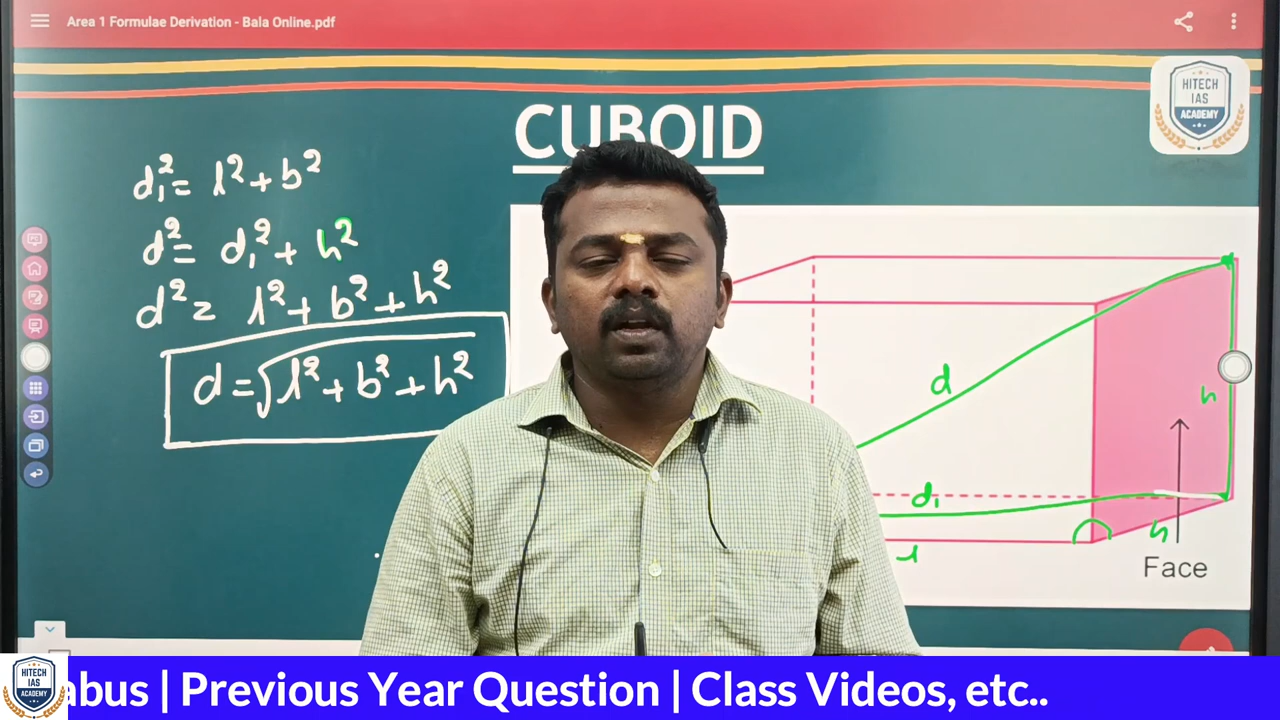 Area 1 Formulae Derivation - Bala Online.pdf
HITECH
IAS
ACADEMY
CUBOID
d₁² = l² + b²
d² = d₁² + h²
d² = l² + b² + h²
d = √l² + b² + h²
d
h
d₁
l
h
Face
HITECH
IAS
ACADEMY
abus | Previous Year Question | Class Videos, etc..